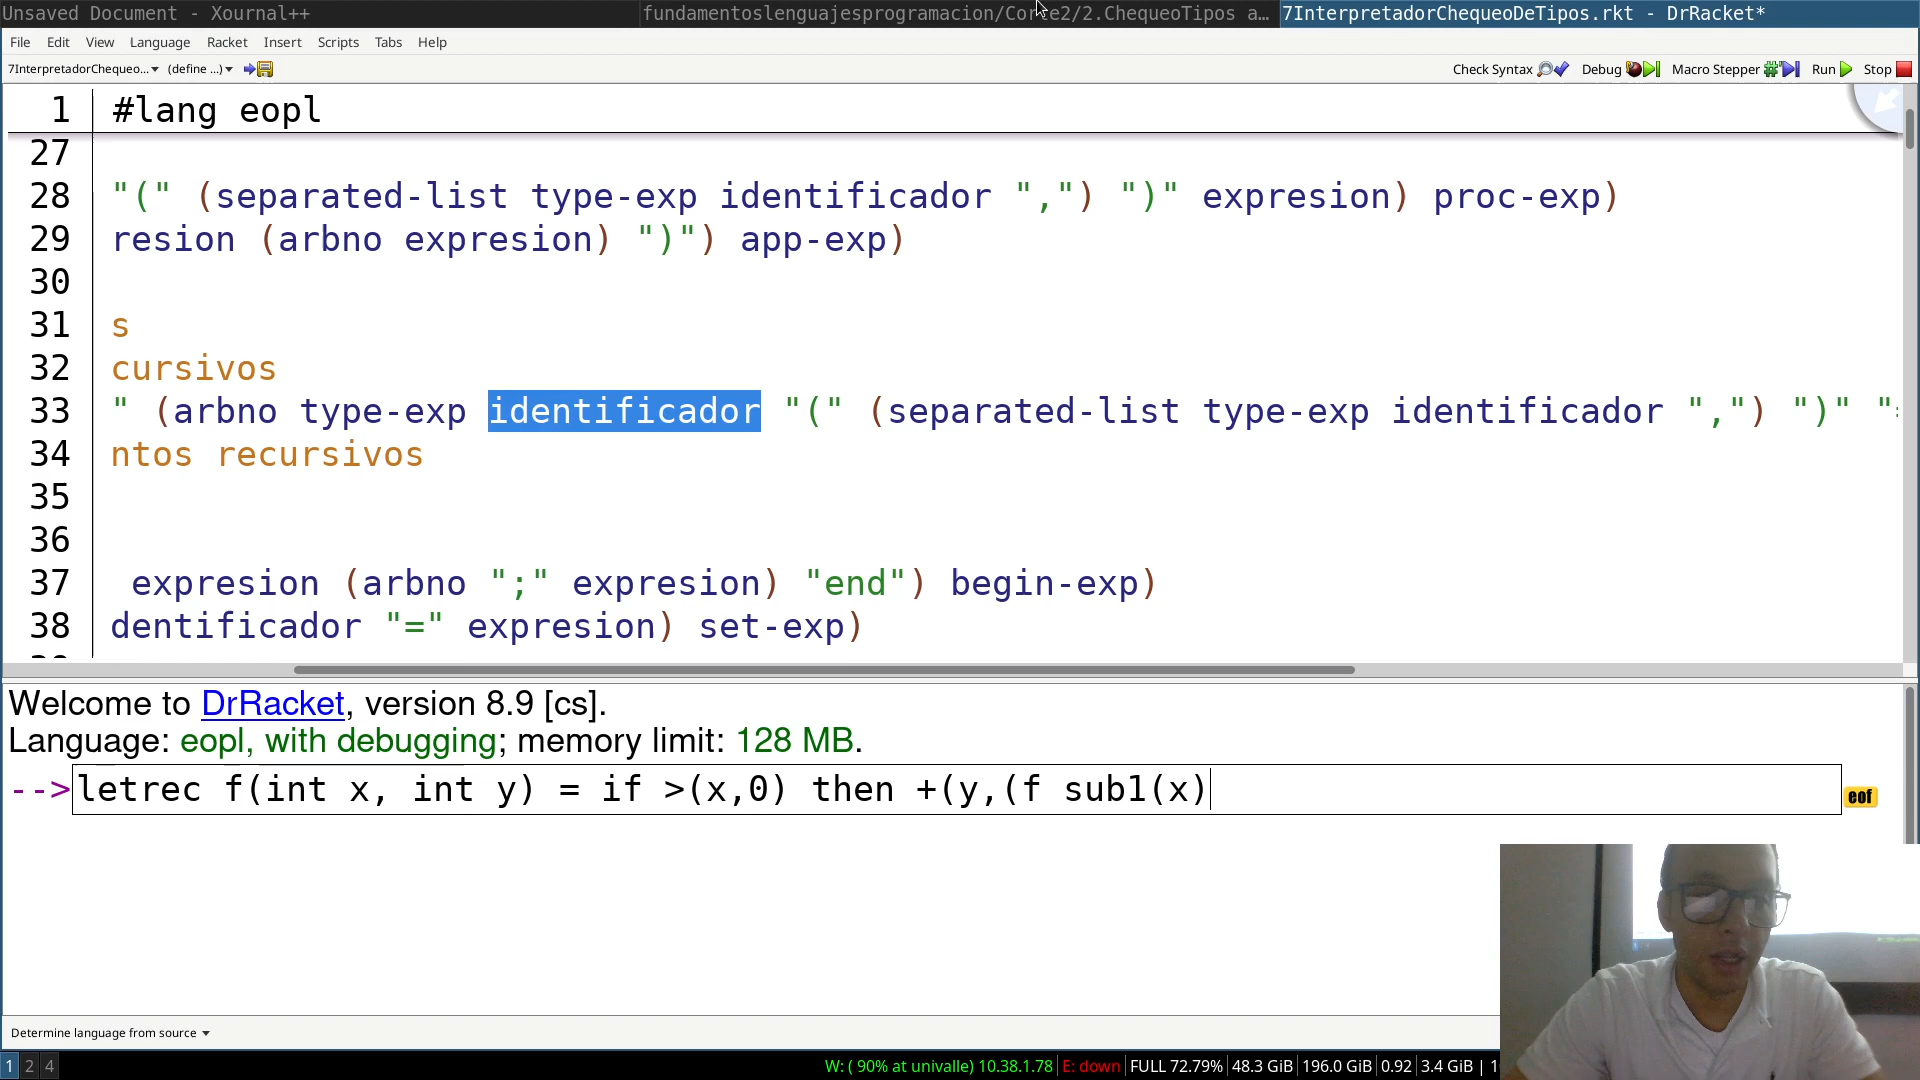 Unsaved Document - Xournal++
fundamentoslenguajesprogramacion/Corte2/2.ChequeoTipos a…
7InterpretadorChequeoDeTipos.rkt - DrRacket*
File Edit View Language Racket Insert Scripts Tabs Help
7InterpretadorChequeo... (define ...)
Check Syntax Debug Macro Stepper Run Stop
1 #lang eopl
27
28 "(" (separated-list type-exp identificador ",") ")" expresion) proc-exp)
29 resion (arbno expresion) ")") app-exp)
30
31 s
32 cursivos
33 " (arbno type-exp identificador "(" (separated-list type-exp identificador ",") ")" "
34 ntos recursivos
35
36
37 expresion (arbno ";" expresion) "end") begin-exp)
38 dentificador "=" expresion) set-exp)
Welcome to DrRacket, version 8.9 [cs].
Language: eopl, with debugging; memory limit: 128 MB.
-->letrec f(int x, int y) = if >(x,0) then +(y,(f sub1(x)
eof
Determine language from source
1 2 4
W: ( 90% at univalle) 10.38.1.78 E: down FULL 72.79% 48.3 GiB 196.0 GiB 0.92 3.4 GiB